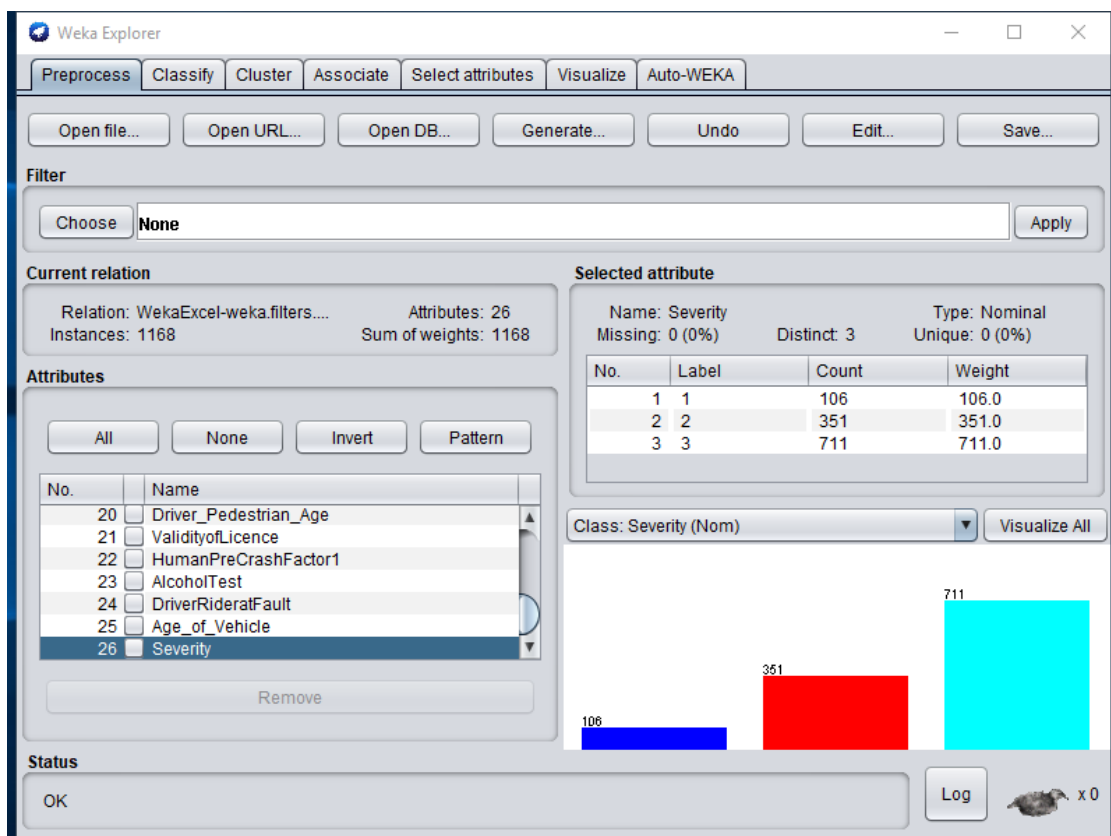 Weka Explorer
Preprocess Classify Cluster Associate Select attributes Visualize Auto-WEKA
Open file... Open URL... Open DB... Generate... Undo Edit... Save...
Filter
Choose None Apply
Current relation
Relation: WekaExcel-weka.filters.... Attributes: 26
Instances: 1168 Sum of weights: 1168
Attributes
All None Invert Pattern
No. Name
20 Driver_Pedestrian_Age
21 ValidityofLicence
22 HumanPreCrashFactor1
23 AlcoholTest
24 DriverRideratFault
25 Age_of_Vehicle
26 Severity
Remove
Selected attribute
Name: Severity Type: Nominal
Missing: 0 (0%) Distinct: 3 Unique: 0 (0%)
No. Label Count Weight
1 1 106 106.0
2 2 351 351.0
3 3 711 711.0
Class: Severity (Nom) Visualize All
711
351
106
Status
OK
Log x 0